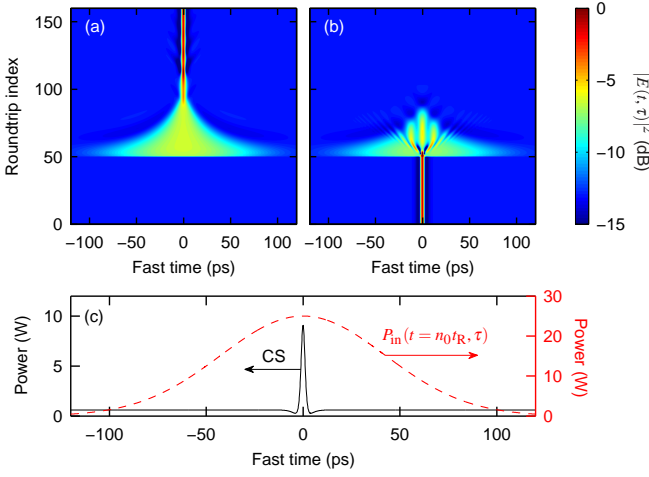 (a)
(b)
Roundtrip index
150
100
50
0
−100
−50
0
50
100
Fast time (ps)
−100
−50
0
50
100
Fast time (ps)
0
−5
−10
−15
|E(t, τ)|² (dB)
(c)
Power (W)
10
5
0
CS
P_in(t = n₀t_R, τ)
30
20
10
0
Power (W)
−100
−50
0
50
100
Fast time (ps)